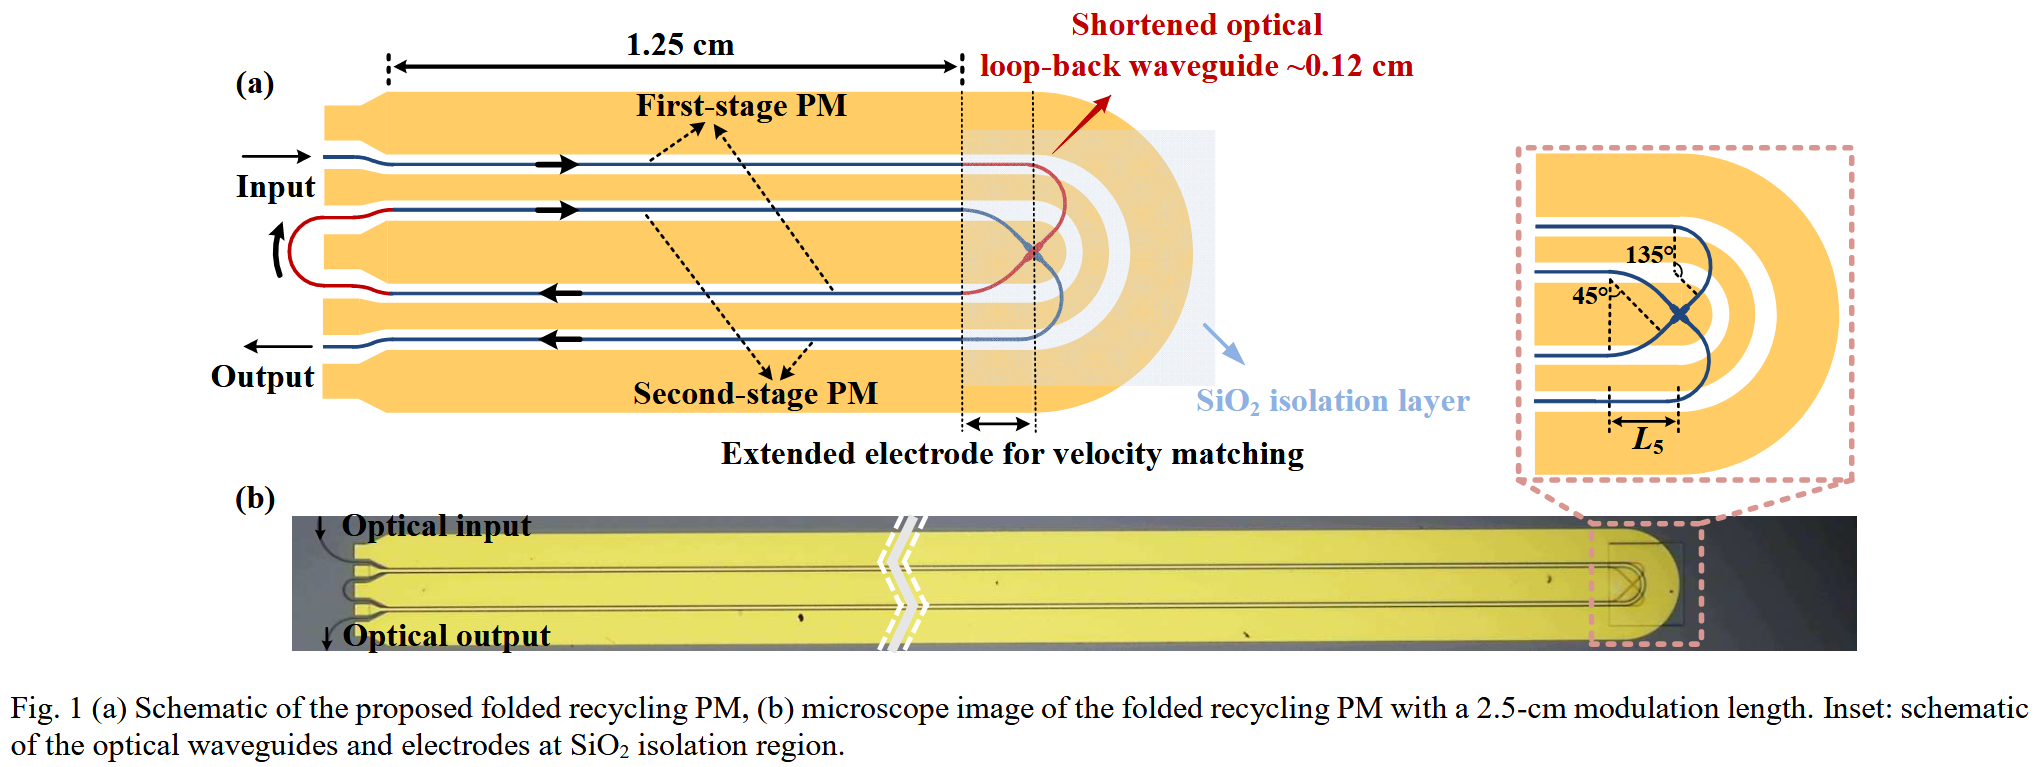 (a)
1.25 cm
Shortened optical
loop-back waveguide ~0.12 cm
First-stage PM
Input
Output
Second-stage PM
SiO₂ isolation layer
Extended electrode for velocity matching
135°
45°
L₅
(b)
Optical input
Optical output
Fig. 1 (a) Schematic of the proposed folded recycling PM, (b) microscope image of the folded recycling PM with a 2.5-cm modulation length. Inset: schematic
of the optical waveguides and electrodes at SiO₂ isolation region.